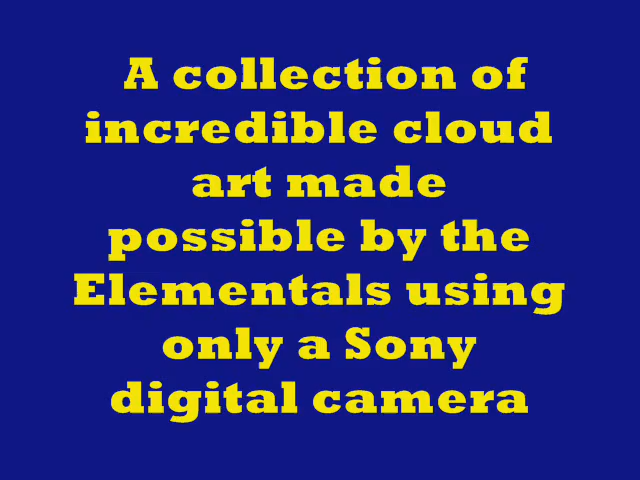 A collection of
incredible cloud
art made
possible by the
Elementals using
only a Sony
digital camera